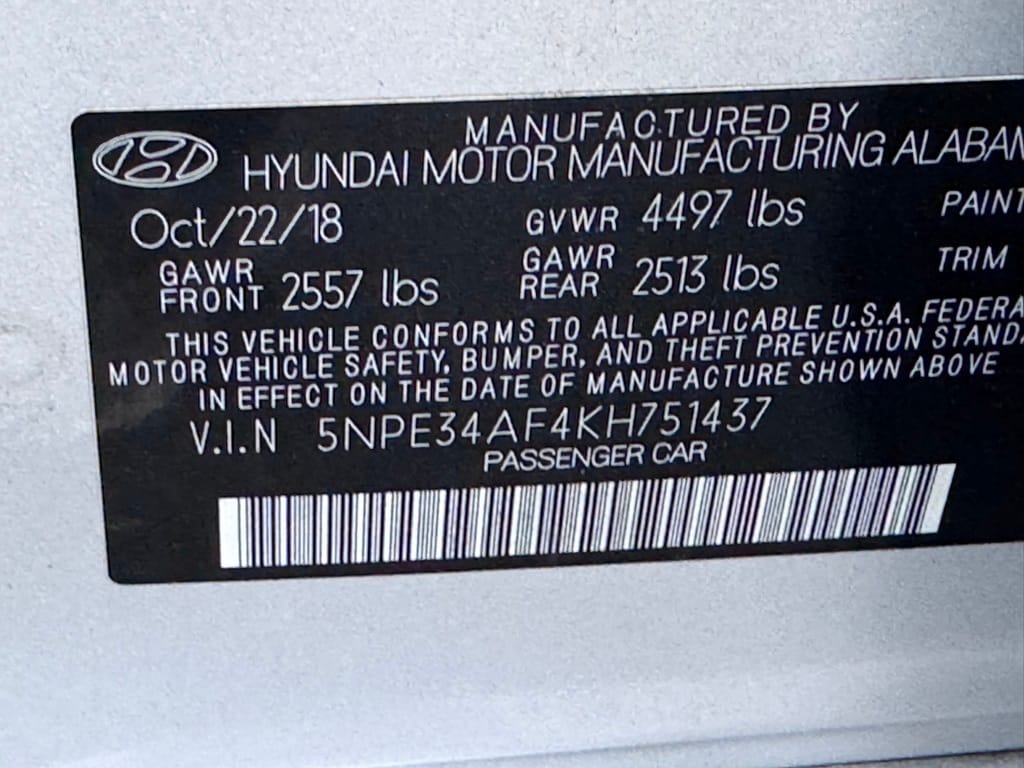 MANUFACTURED BY
HYUNDAI MOTOR MANUFACTURING ALABAM
Oct/22/18 GVWR 4497 lbs PAINT
GAWR FRONT 2557 lbs GAWR REAR 2513 lbs TRIM
THIS VEHICLE CONFORMS TO ALL APPLICABLE U.S.A. FEDERA
MOTOR VEHICLE SAFETY, BUMPER, AND THEFT PREVENTION STANDA
IN EFFECT ON THE DATE OF MANUFACTURE SHOWN ABOVE
V.I.N 5NPE34AF4KH751437
PASSENGER CAR